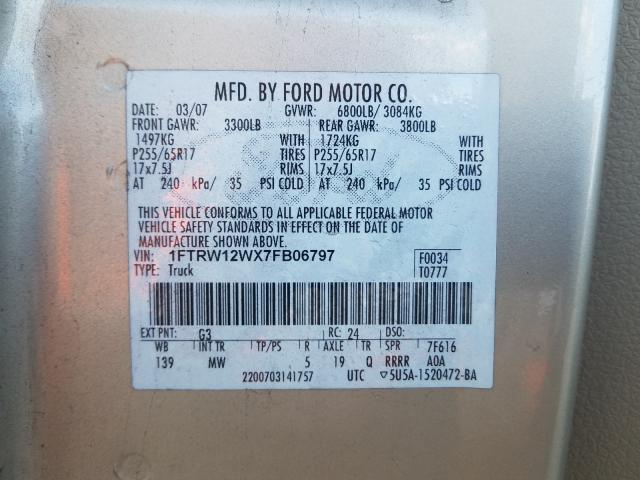 MFD. BY FORD MOTOR CO.
DATE: 03/07 GVWR: 6800LB/ 3084KG
FRONT GAWR: 3300LB REAR GAWR: 3800LB
1497KG WITH 1724KG WITH
P255/65R17 TIRES P255/65R17 TIRES
17x7.5J RIMS 17x7.5J RIMS
AT 240 kPa/ 35 PSI COLD AT 240 kPa/ 35 PSI COLD
THIS VEHICLE CONFORMS TO ALL APPLICABLE FEDERAL MOTOR
VEHICLE SAFETY STANDARDS IN EFFECT ON THE DATE OF
MANUFACTURE SHOWN ABOVE.
VIN: 1FTRW12WX7FB06797 F0034
TYPE: Truck T0777
EXT PNT: G3 RC: 24 DSO:
WB INT TR TP/PS R AXLE TR SPR 7F616
139 MW 5 19 Q RRRR AOA
2200703141757 UTC ▽5U5A-1520472-BA